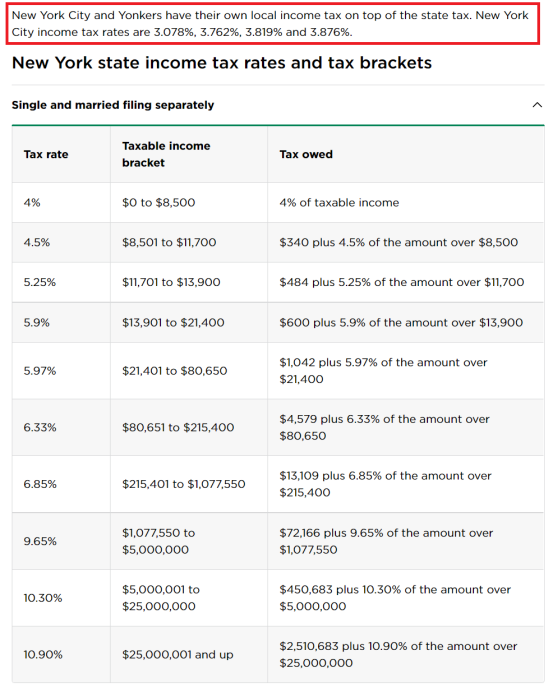 New York City and Yonkers have their own local income tax on top of the state tax. New York
City income tax rates are 3.078%, 3.762%, 3.819% and 3.876%.
New York state income tax rates and tax brackets
Single and married filing separately
Tax rate
Taxable income
bracket
Tax owed
4%
$0 to $8,500
4% of taxable income
4.5%
$8,501 to $11,700
$340 plus 4.5% of the amount over $8,500
5.25%
$11,701 to $13,900
$484 plus 5.25% of the amount over $11,700
5.9%
$13,901 to $21,400
$600 plus 5.9% of the amount over $13,900
5.97%
$21,401 to $80,650
$1,042 plus 5.97% of the amount over
$21,400
6.33%
$80,651 to $215,400
$4,579 plus 6.33% of the amount over
$80,650
6.85%
$215,401 to $1,077,550
$13,109 plus 6.85% of the amount over
$215,400
9.65%
$1,077,550 to
$5,000,000
$72,166 plus 9.65% of the amount over
$1,077,550
10.30%
$5,000,001 to
$25,000,000
$450,683 plus 10.30% of the amount over
$5,000,000
10.90%
$25,000,001 and up
$2,510,683 plus 10.90% of the amount over
$25,000,000